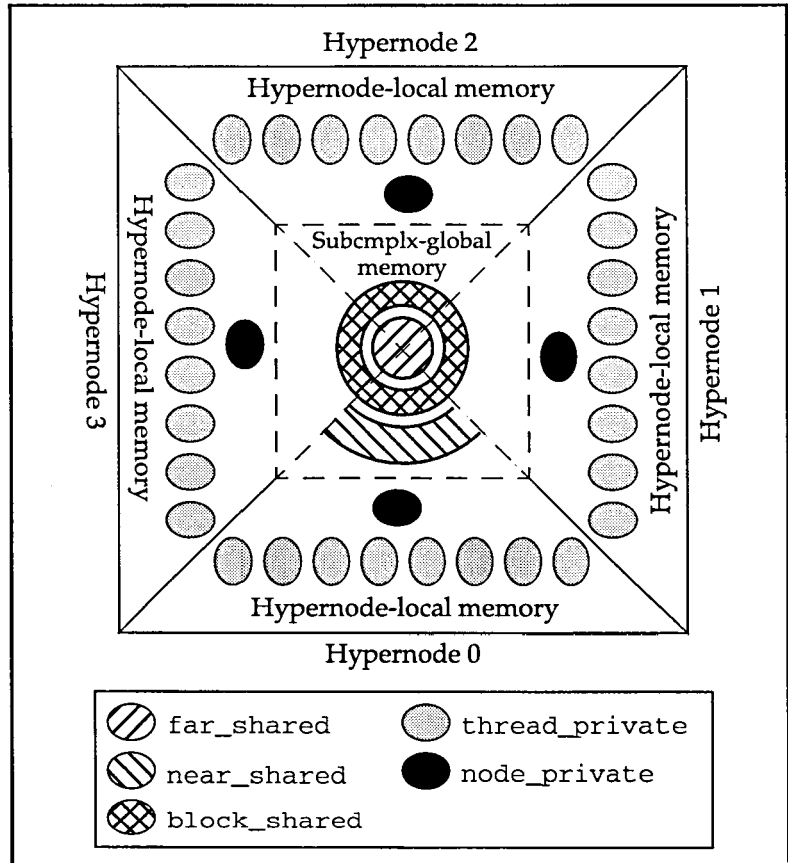 Hypernode 2
Hypernode-local memory
Subcmplx-global
memory
Hypernode 3
Hypernode-local memory
Hypernode-local memory
Hypernode 1
Hypernode-local memory
Hypernode 0
far_shared
near_shared
block_shared
thread_private
node_private